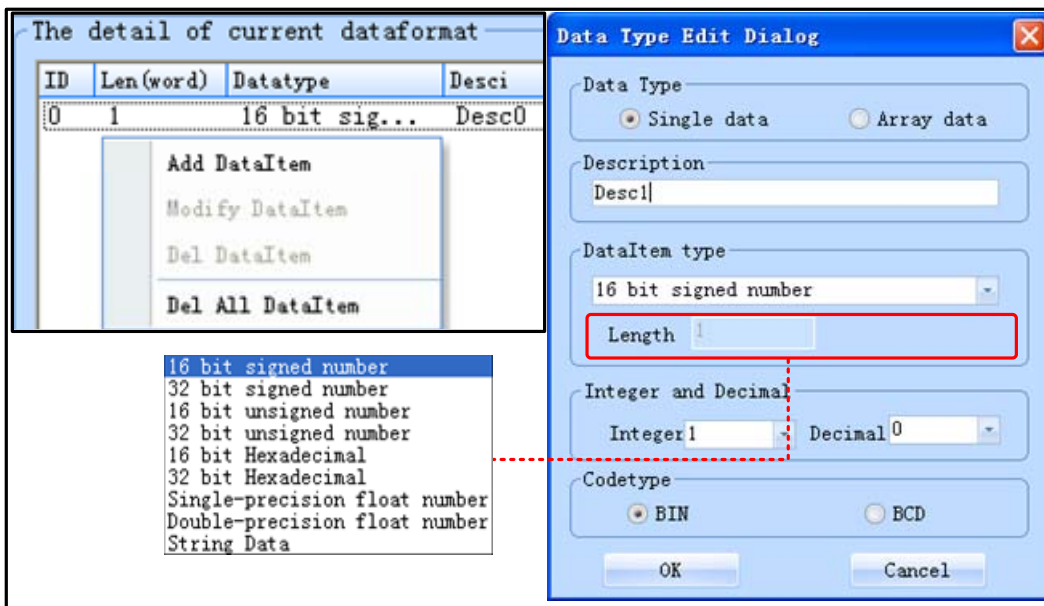 The detail of current dataformat
ID Len(word) Datatype Desci
0 1 16 bit sig... Desc0
Add DataItem
Modify DataItem
Del DataItem
Del All DataItem
16 bit signed number
32 bit signed number
16 bit unsigned number
32 bit unsigned number
16 bit Hexadecimal
32 bit Hexadecimal
Single-precision float number
Double-precision float number
String Data
Data Type Edit Dialog
Data Type
Single data Array data
Description
Desc1
DataItem type
16 bit signed number
Length 1
Integer and Decimal
Integer 1 Decimal 0
Codetype
BIN BCD
OK Cancel